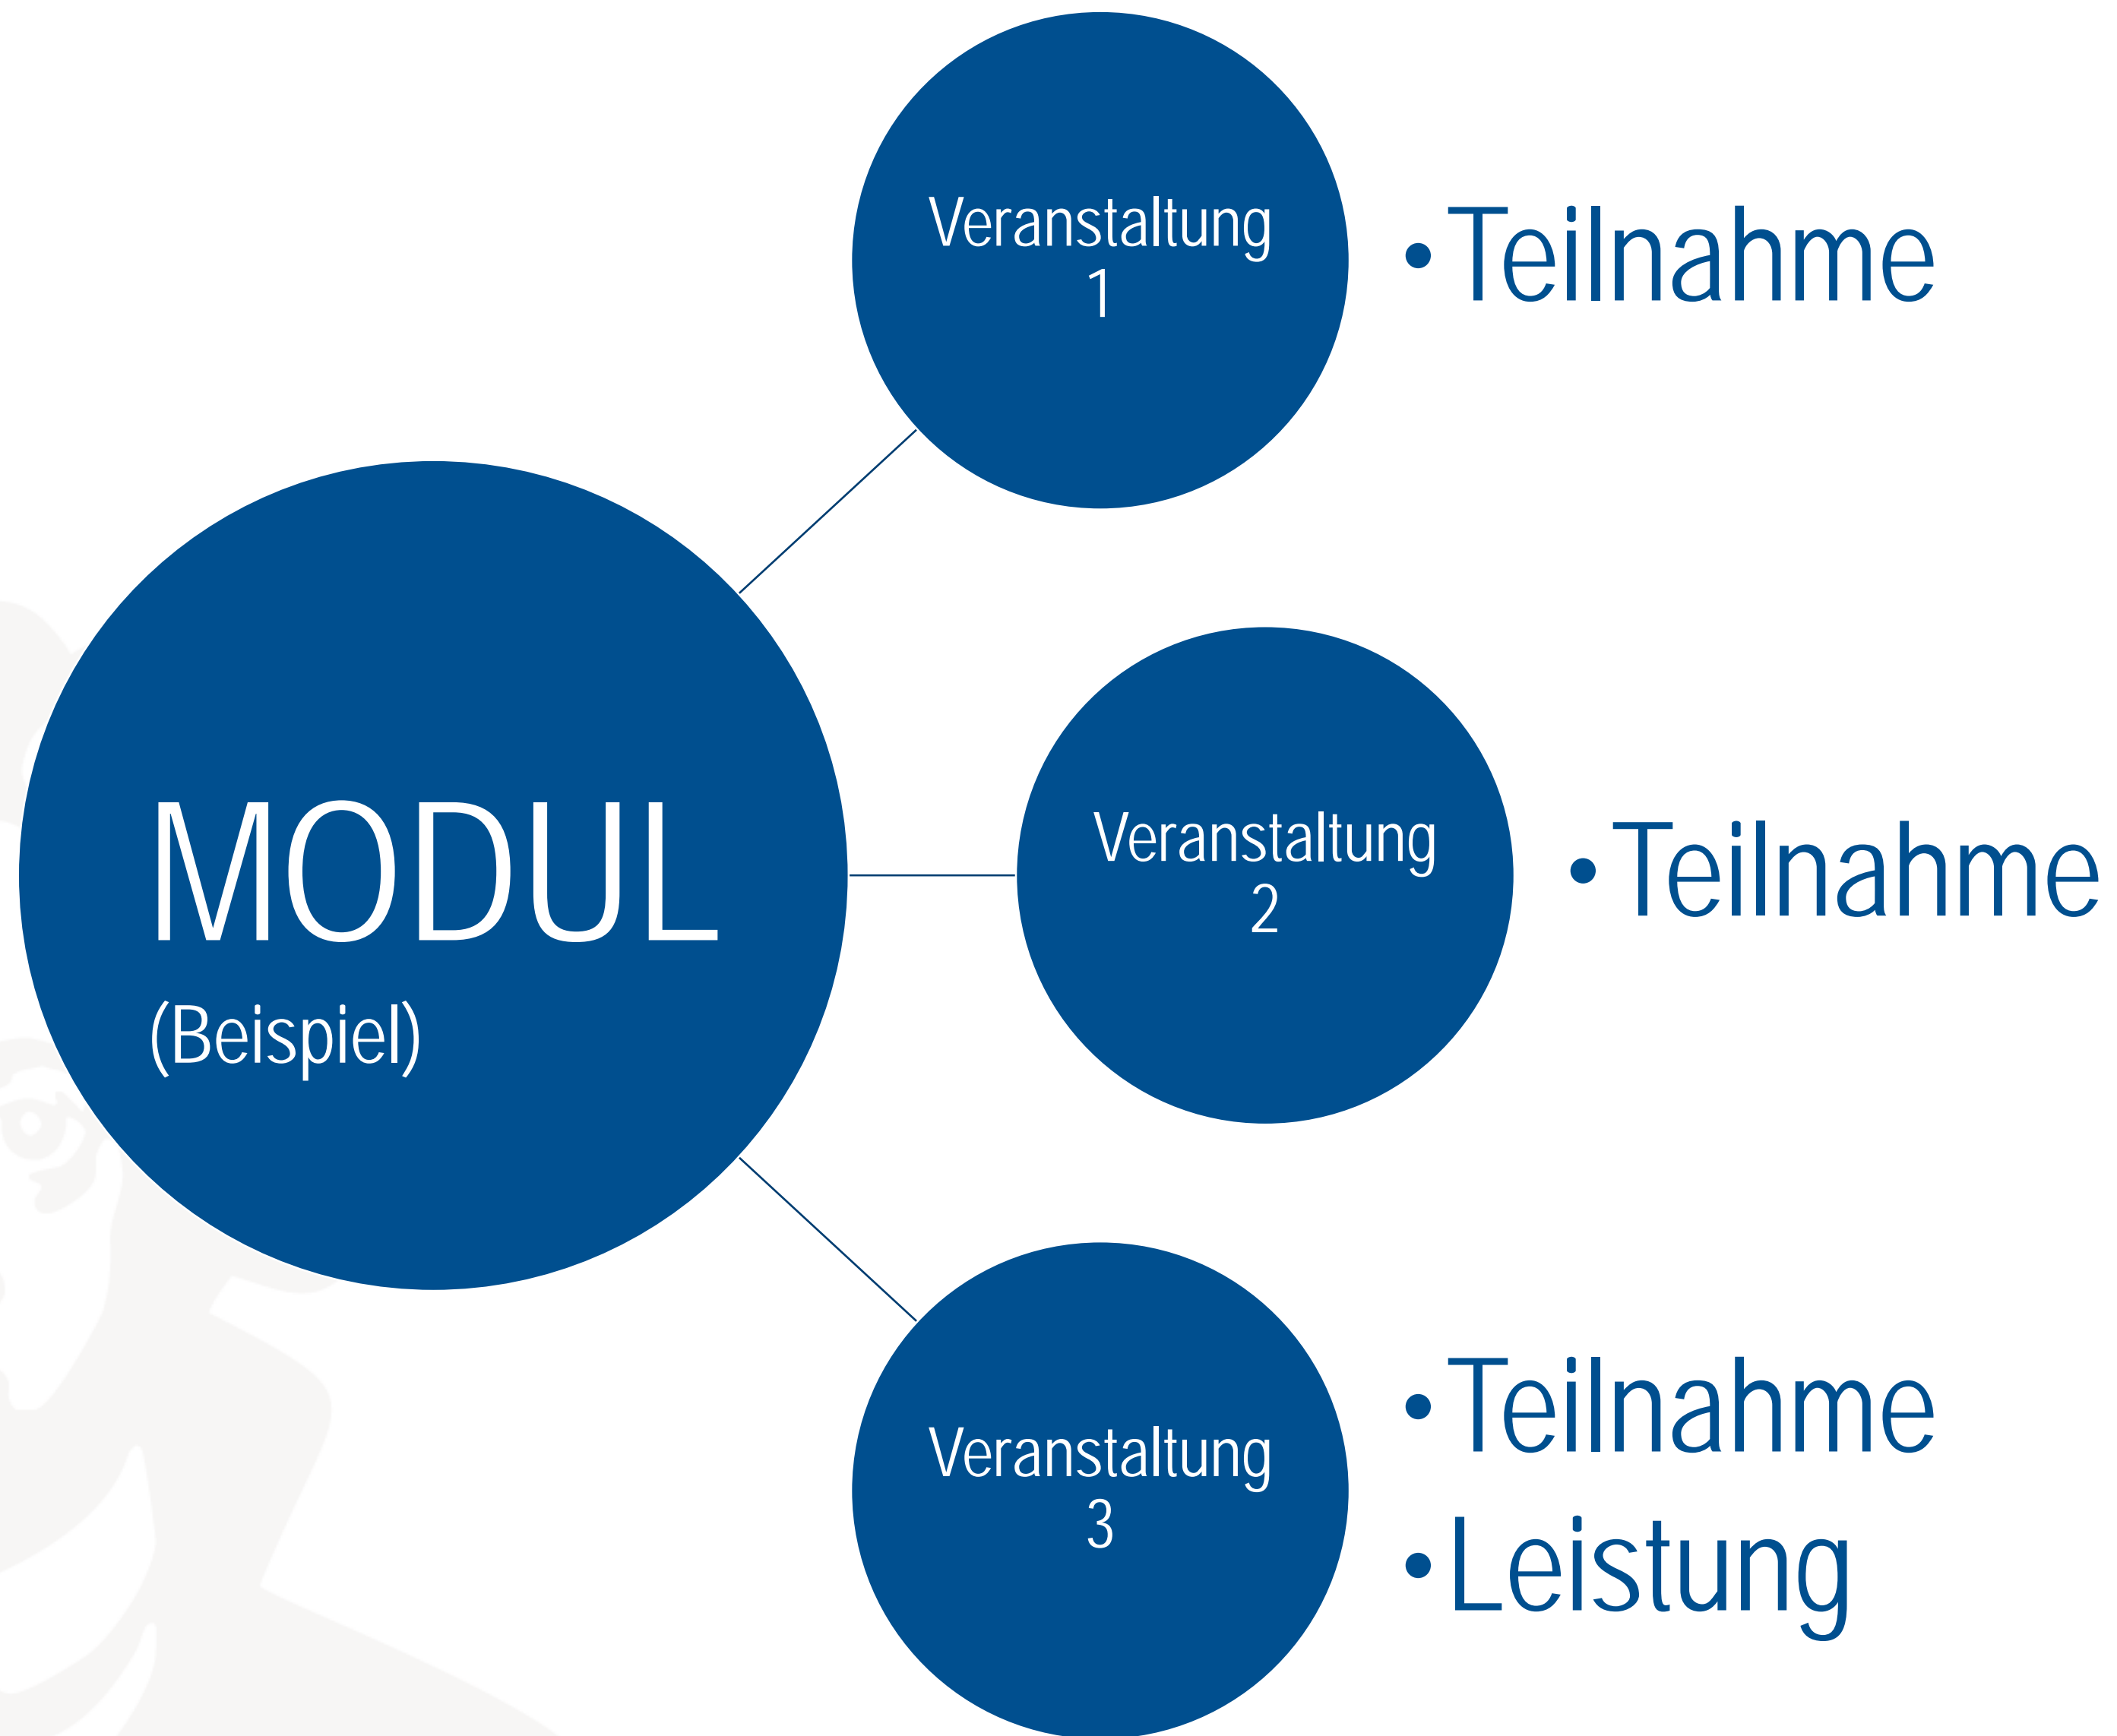 MODUL
(Beispiel)
Veranstaltung
1
• Teilnahme
Veranstaltung
2
• Teilnahme
Veranstaltung
3
• Teilnahme
• Leistung